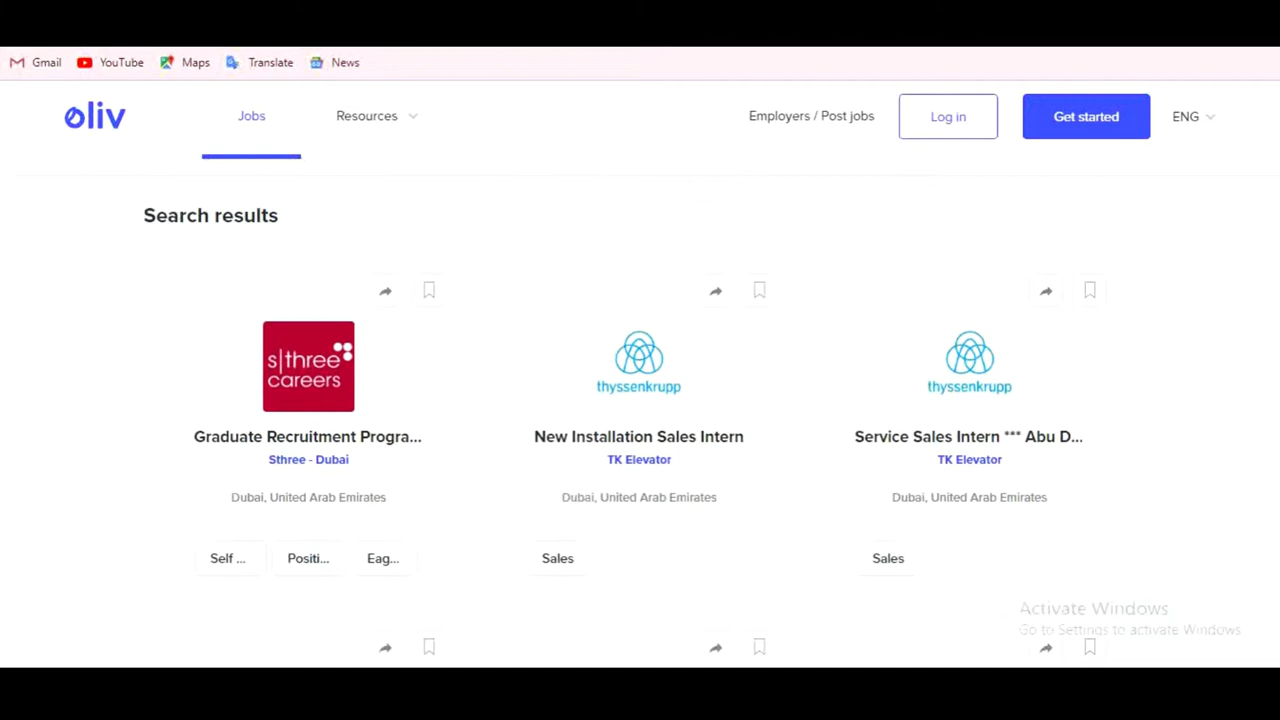 Gmail YouTube Maps Translate News
oliv Jobs Resources Employers / Post jobs Log in Get started ENG
Search results
s|three
careers
thyssenkrupp
thyssenkrupp
Graduate Recruitment Progra... New Installation Sales Intern Service Sales Intern *** Abu D...
Sthree - Dubai TK Elevator TK Elevator
Dubai, United Arab Emirates Dubai, United Arab Emirates Dubai, United Arab Emirates
Self ... Positi... Eag... Sales Sales
Activate Windows
Go to Settings to activate Windows.